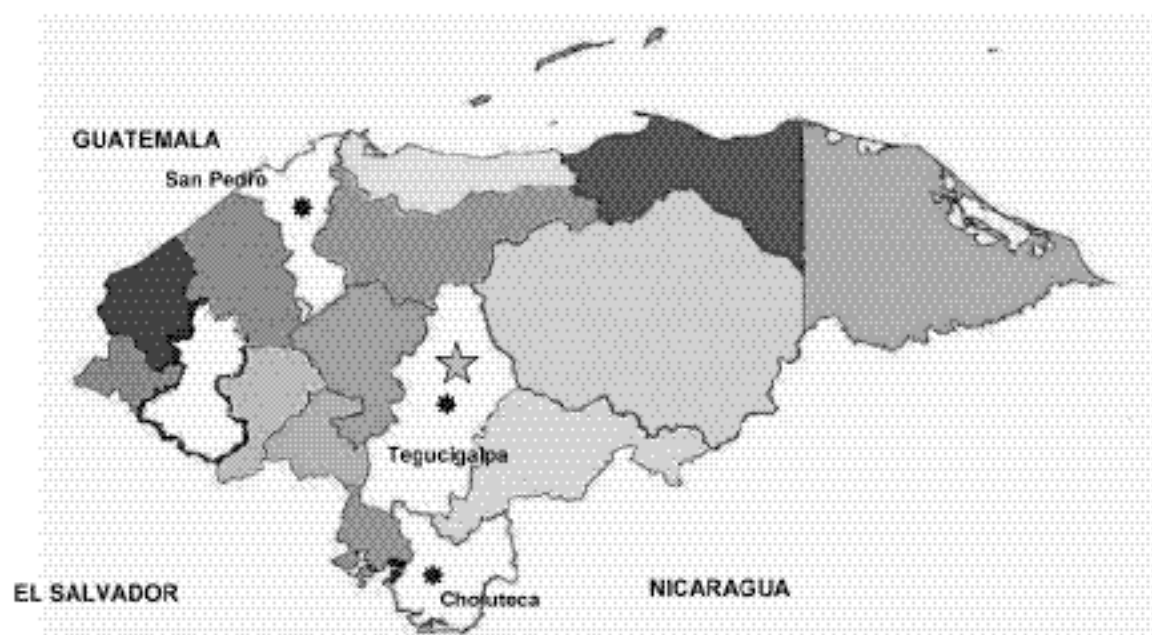 GUATEMALA
San Pedro
Tegucigalpa
EL SALVADOR
NICARAGUA
Choluteca